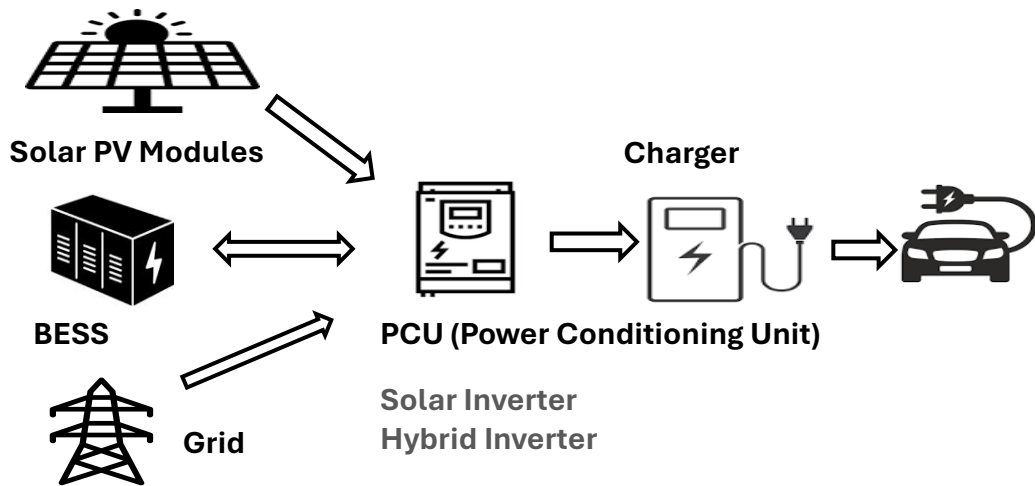 Solar PV Modules
Charger
BESS
PCU (Power Conditioning Unit)
Solar Inverter
Hybrid Inverter
Grid